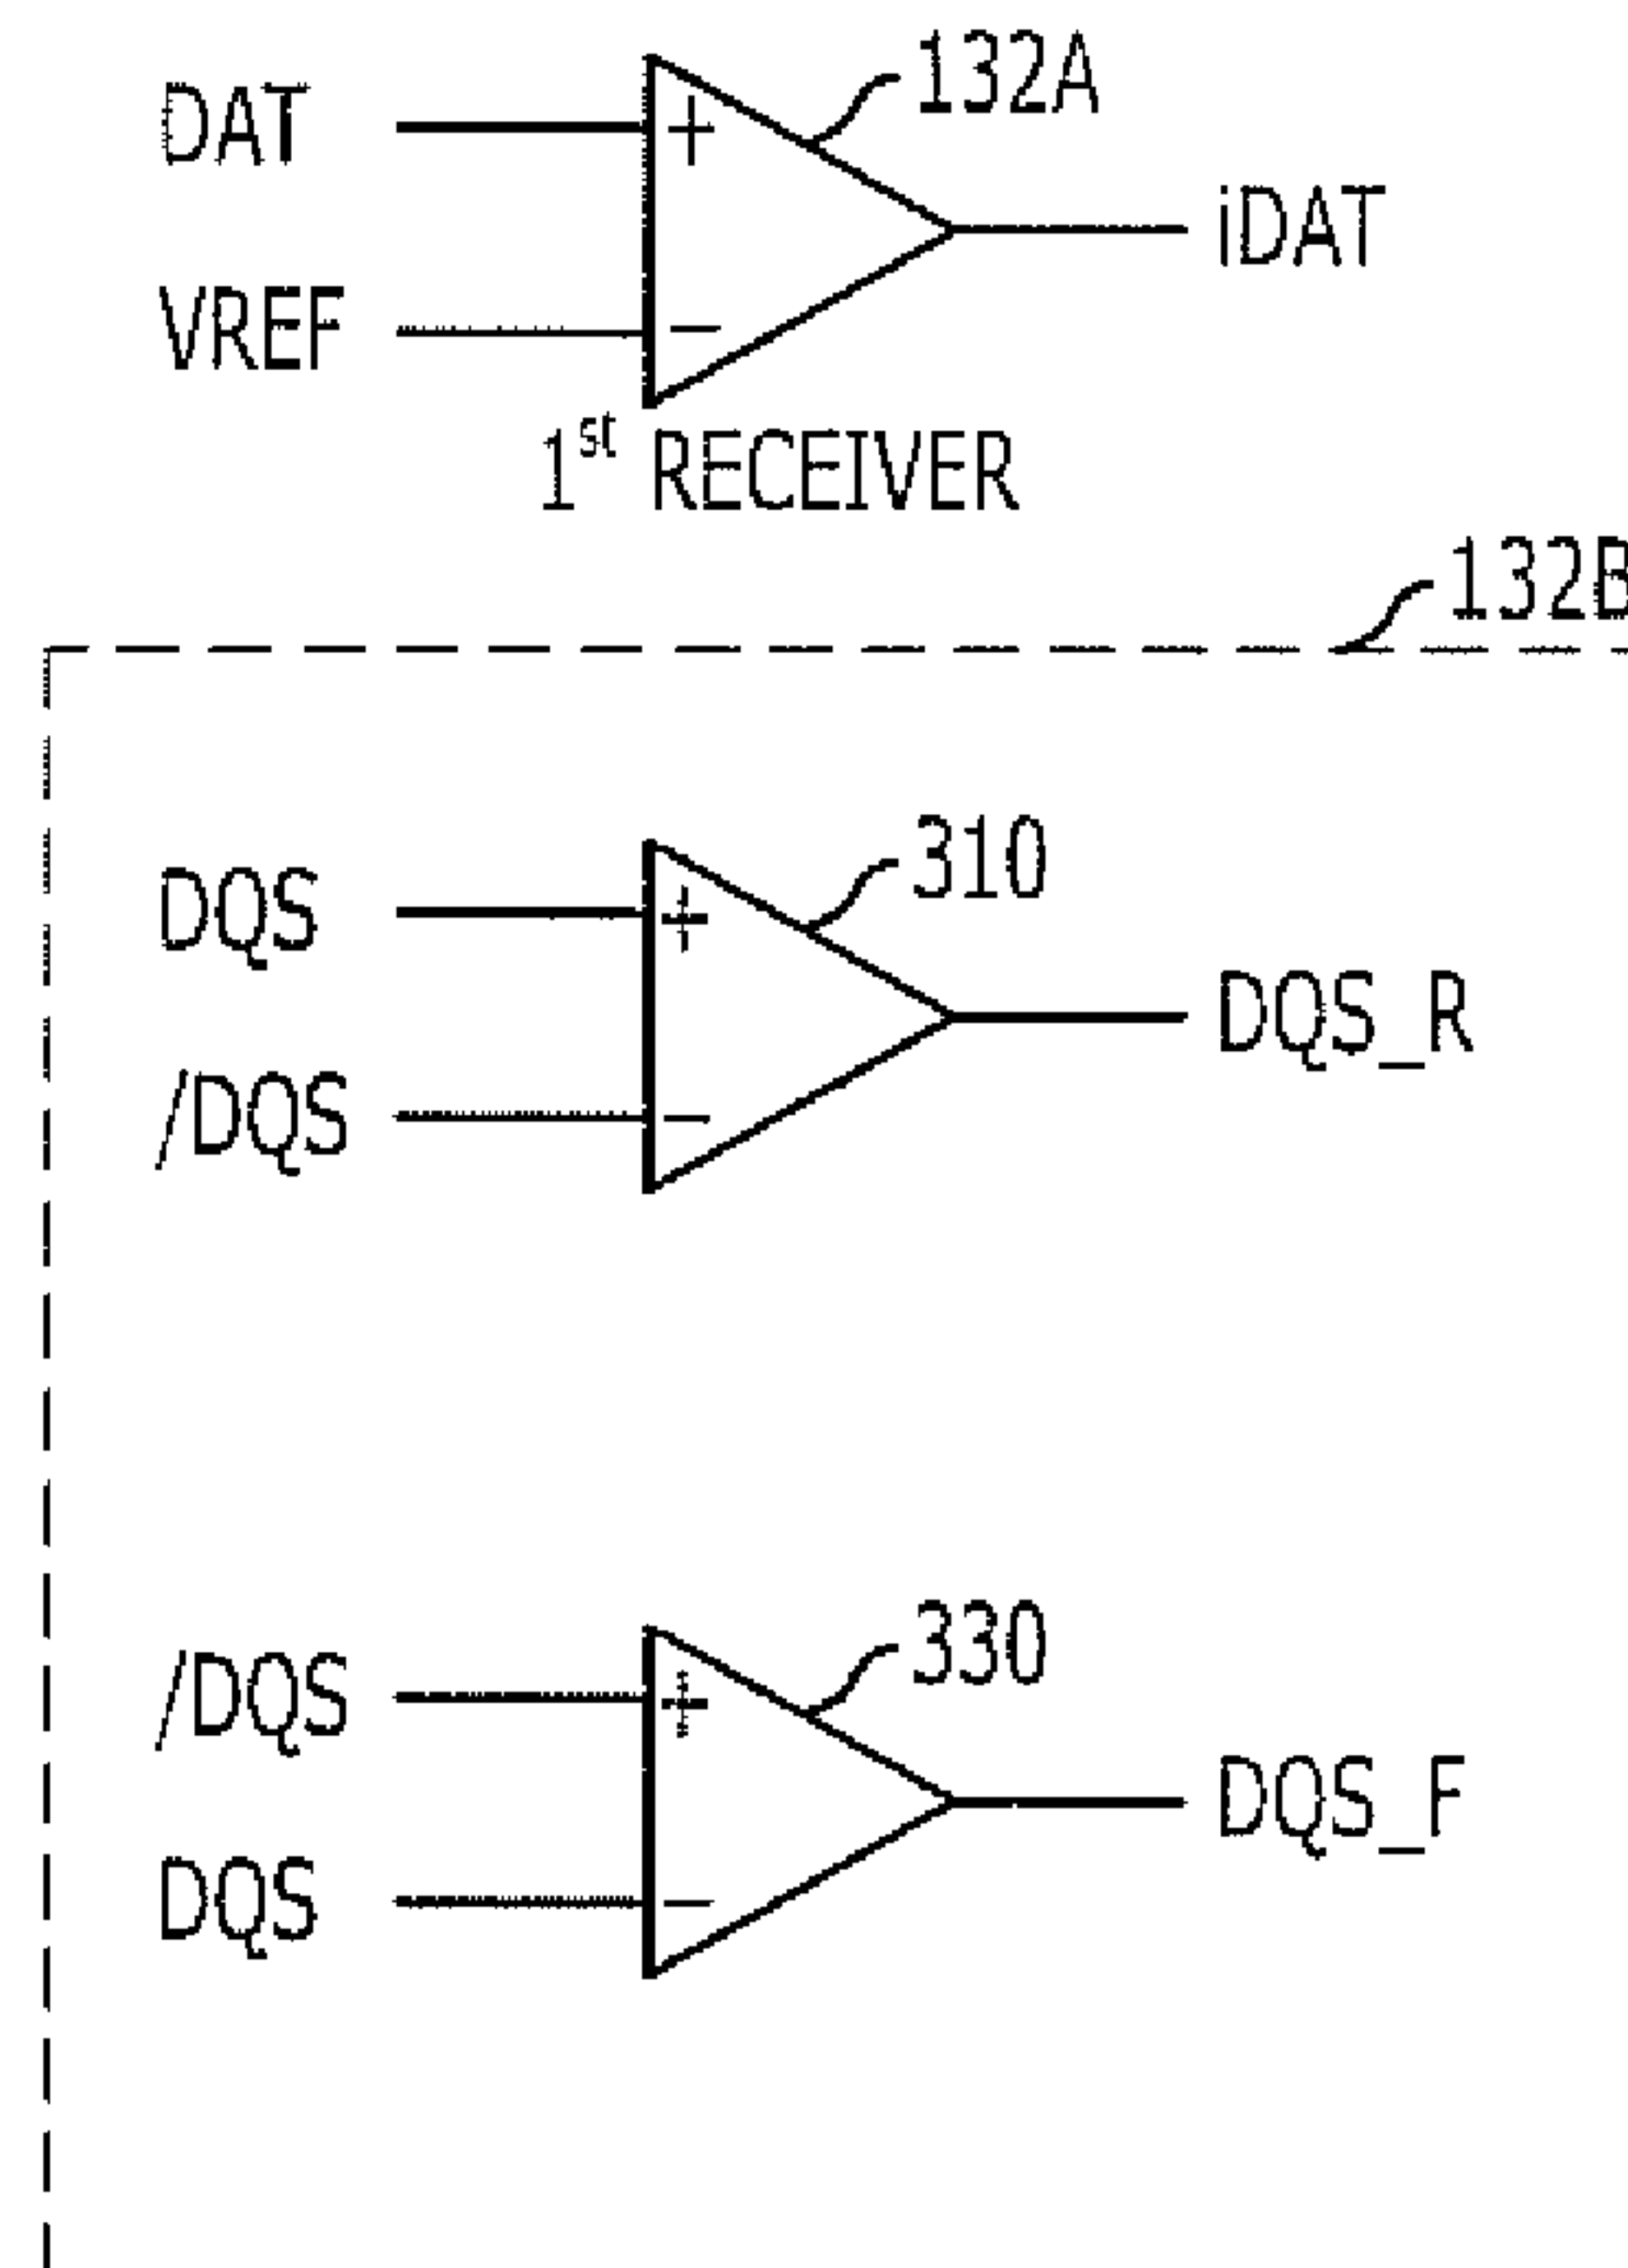 132A
DAT
+
iDAT
VREF
−
1st RECEIVER
132B
310
DQS
+
DQS_R
/DQS
−
330
/DQS
+
DQS_F
DQS
−